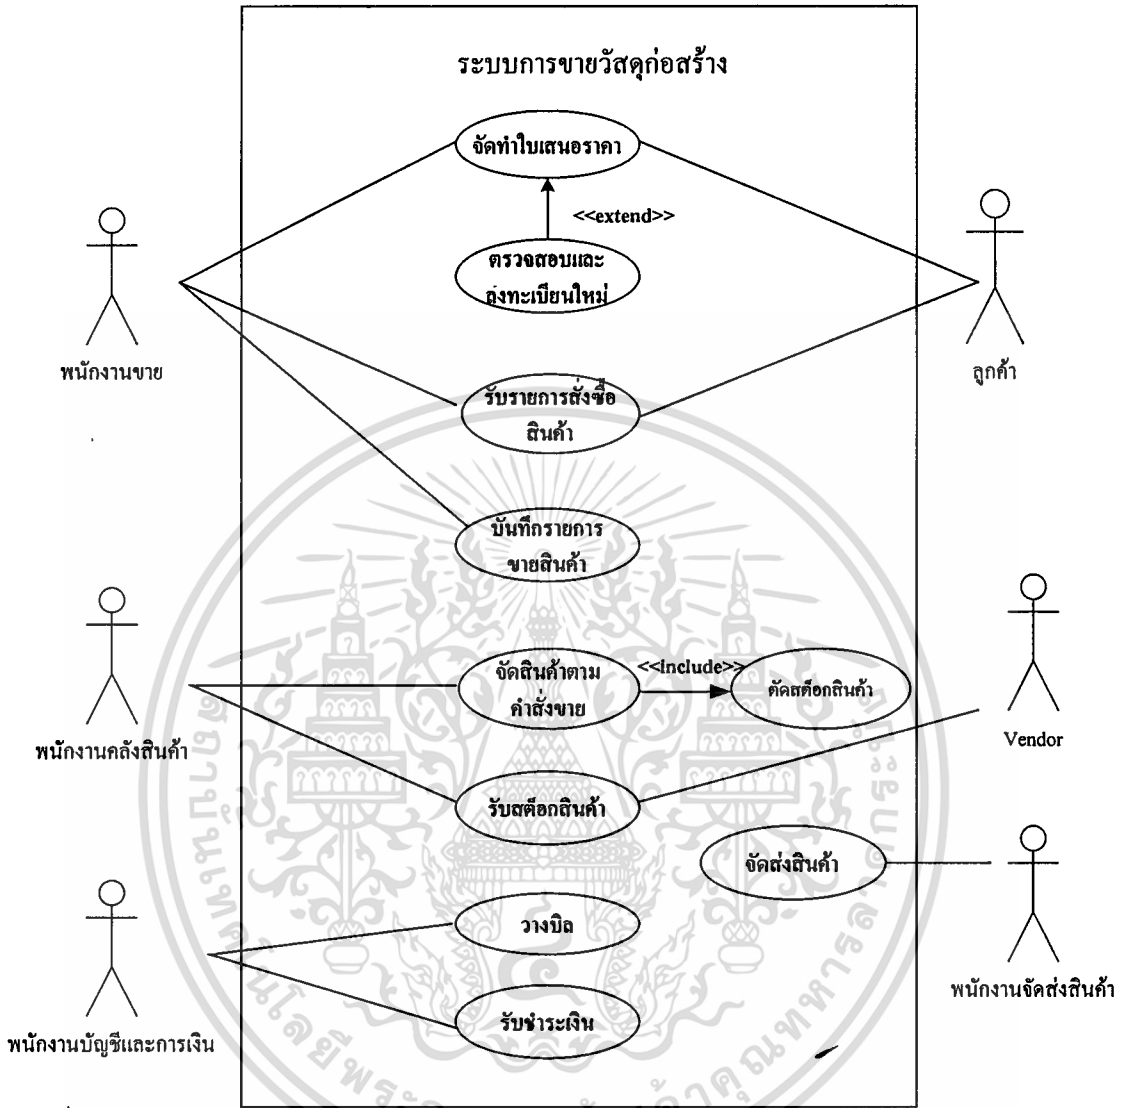 ระบบการขายวัสดุก่อสร้าง
จัดทำใบเสนอราคา
<<extend>>
ตรวจสอบและ
ลงทะเบียนใหม่
พนักงานขาย
ลูกค้า
รับรายการสั่งซื้อ
สินค้า
บันทึกรายการ
ขายสินค้า
จัดสินค้าตาม
คำสั่งขาย
<<include>>
ตัดสต็อกสินค้า
พนักงานคลังสินค้า
Vendor
รับสต็อกสินค้า
จัดส่งสินค้า
วางบิล
พนักงานจัดส่งสินค้า
รับชำระเงิน
พนักงานบัญชีและการเงิน